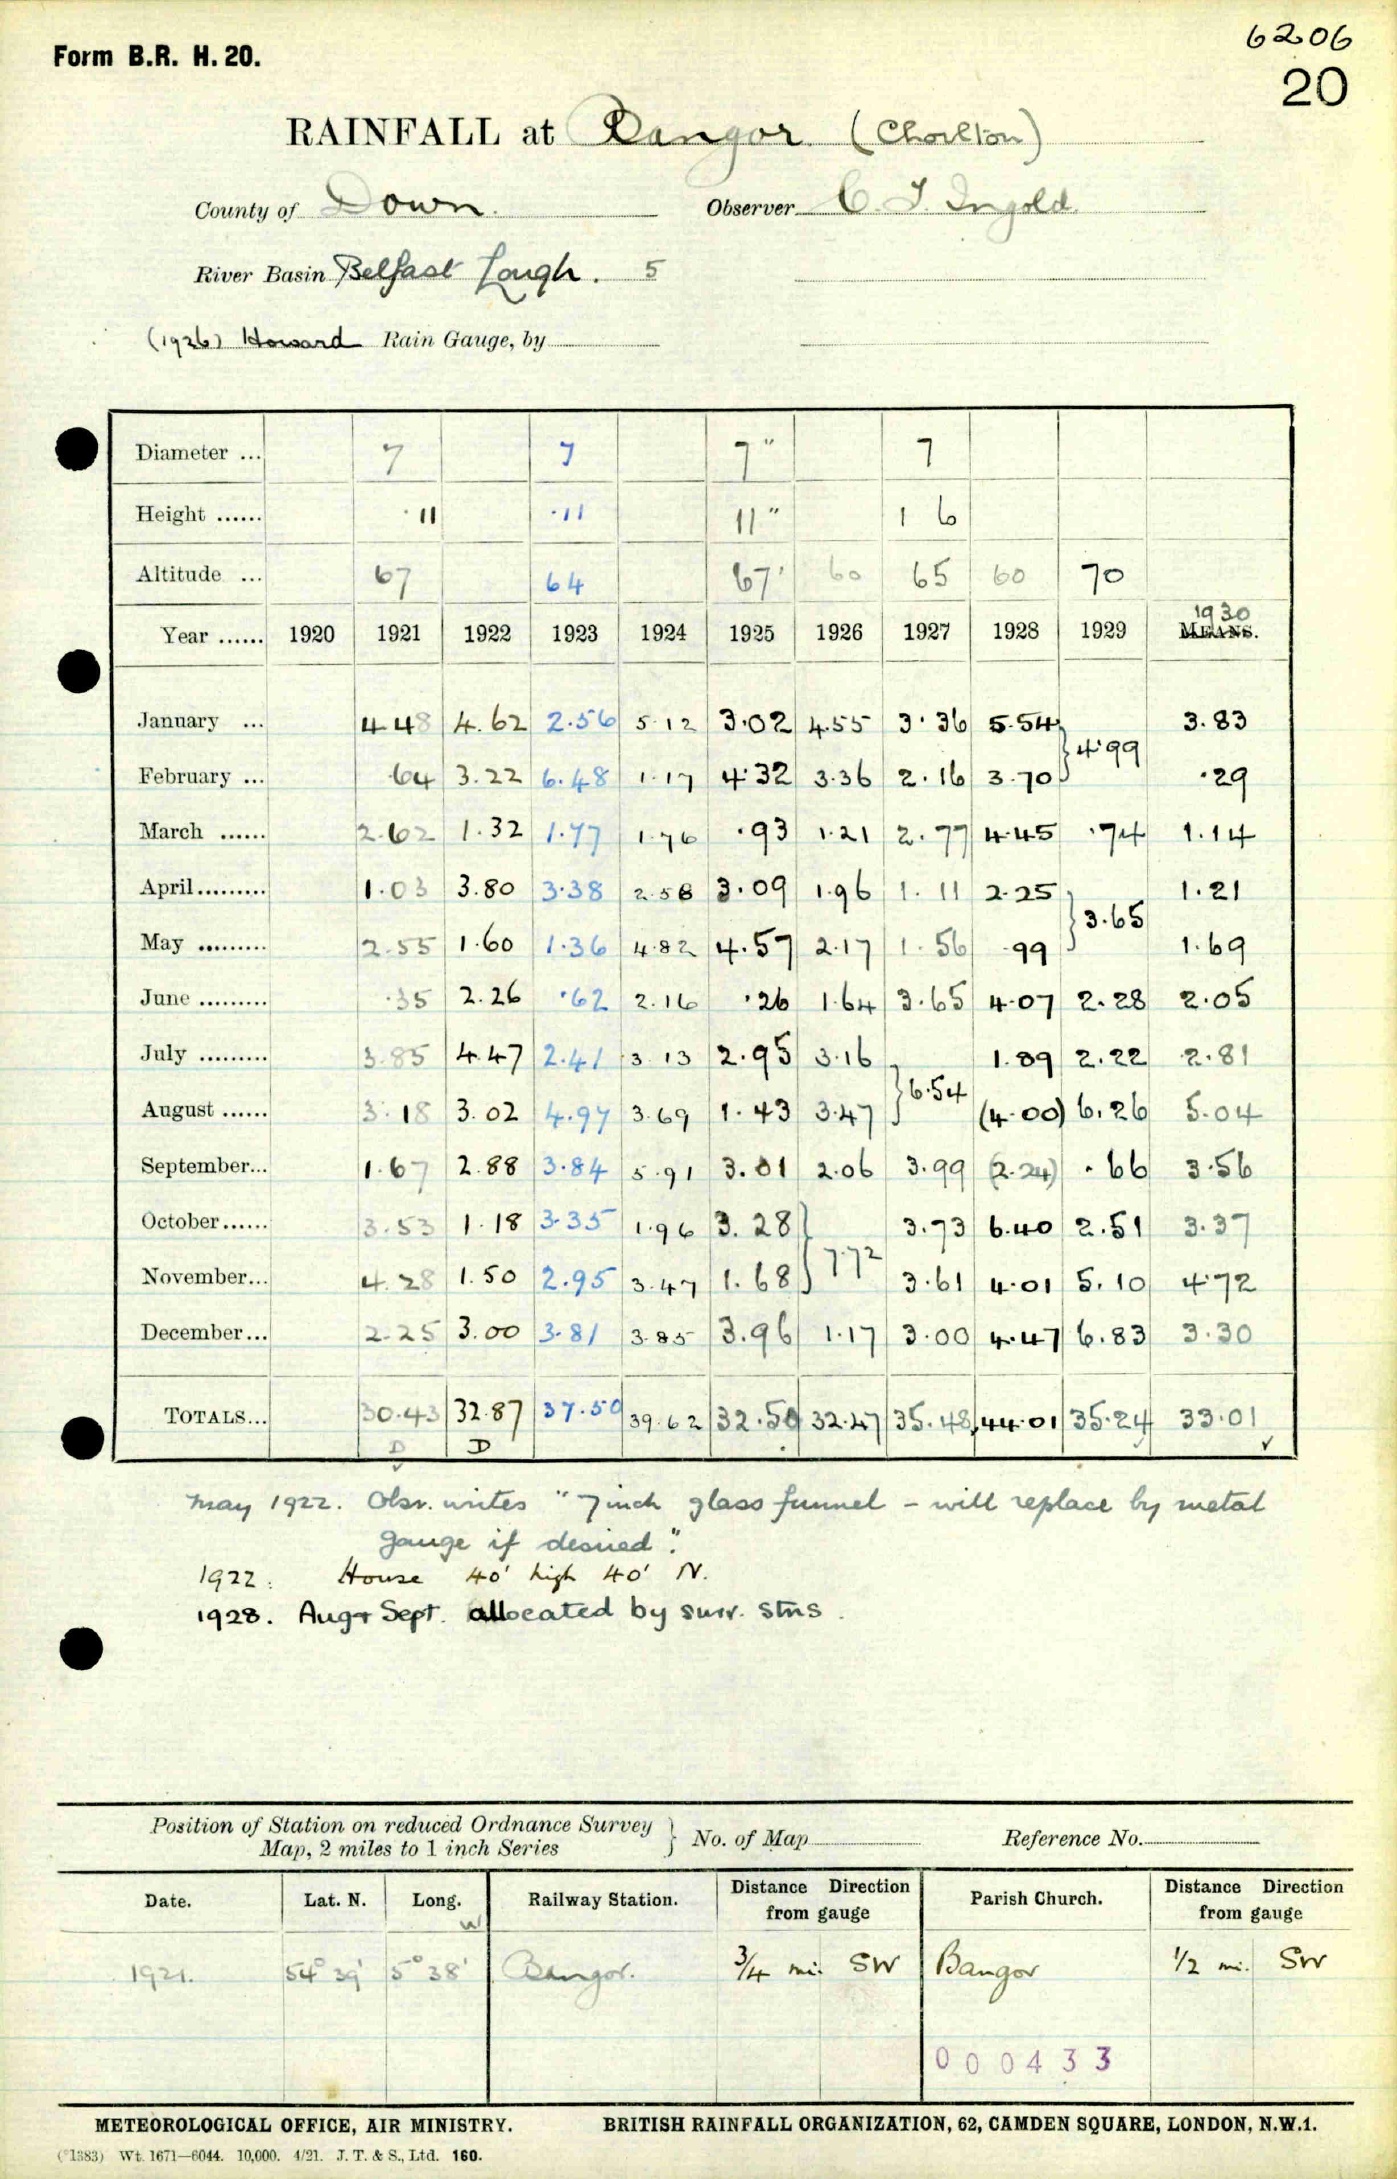 6206
Form B.R. H. 20.
20
RAINFALL at Bangor (Chorlton)
County of Down. Observer C. T. Ingold.
River Basin Belfast Lough. 5
(1926) Howard Rain Gauge, by
Diameter ... 7 7 7" 7
Height ...... ·11 ·11 11" 1 6
Altitude ... 67 64 67' 60 65 60 70
Year ...... 1920 1921 1922 1923 1924 1925 1926 1927 1928 1929 1930 MEANS.
January ... 4.48 4.62 2.56 5.12 3.02 4.55 3.36 5.54 } 4.99 3.83
February ... ·64 3.22 6.48 1.17 4.32 3.36 2.16 3.70 ·29
March ...... 2.62 1.32 1.77 1.76 ·93 1.21 2.77 4.45 ·74 1.14
April......... 1.03 3.80 3.38 2.58 3.09 1.96 1.11 2.25 } 3.65 1.21
May ......... 2.55 1.60 1.36 4.82 4.57 2.17 1.56 ·99 1.69
June ......... ·35 2.26 ·62 2.16 ·26 1.64 3.65 4.07 2.28 2.05
July ......... 3.85 4.47 2.41 3.13 2.95 3.16 } 6.54 1.89 2.22 2.81
August ...... 3.18 3.02 4.97 3.69 1.43 3.47 (4.00) 6.26 5.04
September... 1.67 2.88 3.84 5.91 3.01 2.06 3.99 (2.24) ·66 3.56
October...... 3.53 1.18 3.35 1.96 3.28 } 7.72 3.73 6.40 2.51 3.37
November... 4.28 1.50 2.95 3.47 1.68 3.61 4.01 5.10 4.72
December... 2.25 3.00 3.81 3.85 3.96 1.17 3.00 4.47 6.83 3.30
TOTALS... 30.43 32.87 37.50 39.62 32.50 32.47 35.48 44.01 35.24 33.01
D D
May 1922. Obsr. writes "7 inch glass funnel – will replace by metal
gauge if desired".
1922. House 40' high 40' N.
1928. Aug + Sept. allocated by surr. stns.
Position of Station on reduced Ordnance Survey
Map, 2 miles to 1 inch Series } No. of Map Reference No.
Date. Lat. N. Long. W Railway Station. Distance Direction from gauge Parish Church. Distance Direction from gauge
1921. 54° 39' 5° 38' Bangor. 3/4 mi. SW Bangor 1/2 mi. SW
000433
METEOROLOGICAL OFFICE, AIR MINISTRY. BRITISH RAINFALL ORGANIZATION, 62, CAMDEN SQUARE, LONDON, N.W.1.
(*1383) Wt. 1671—6044. 10,000. 4/21. J. T. & S., Ltd. 160.